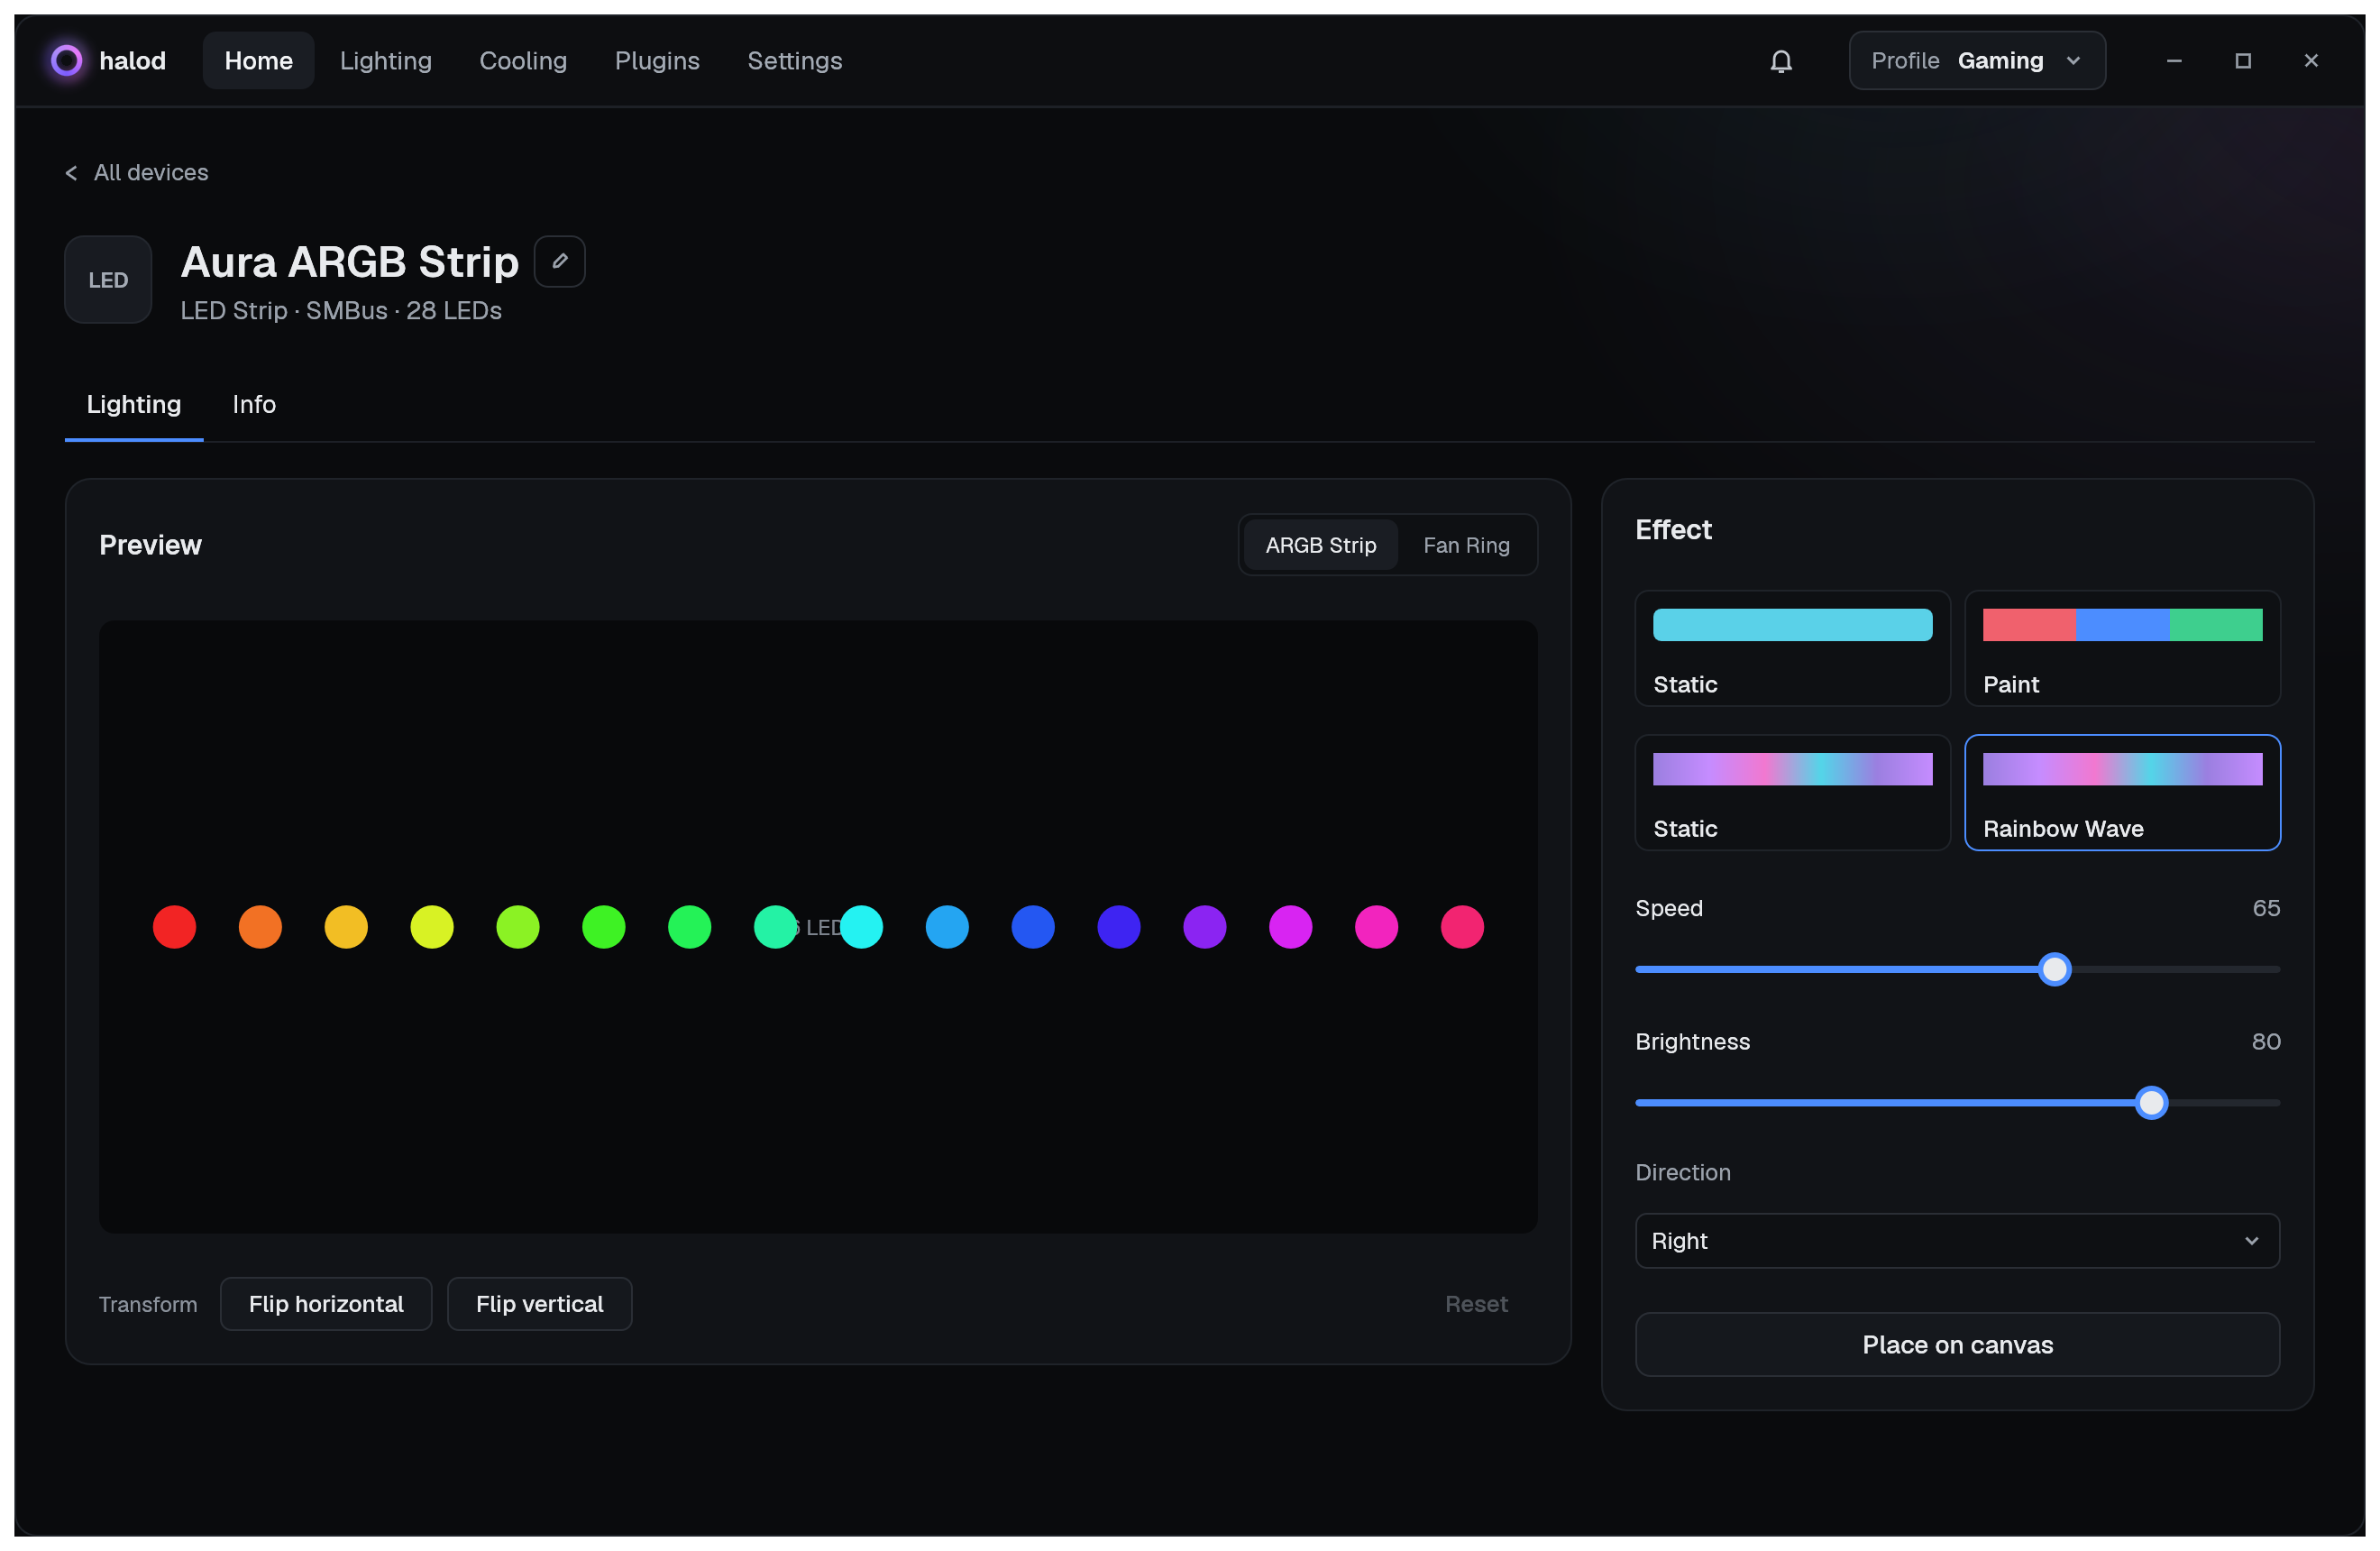 halod Home Lighting Cooling Plugins Settings Profile Gaming
All devices
LED
Aura ARGB Strip
LED Strip · SMBus · 28 LEDs
Lighting Info
Preview ARGB Strip Fan Ring
Transform Flip horizontal Flip vertical Reset
Effect
Static Paint
Static Rainbow Wave
Speed 65
Brightness 80
Direction
Right
Place on canvas